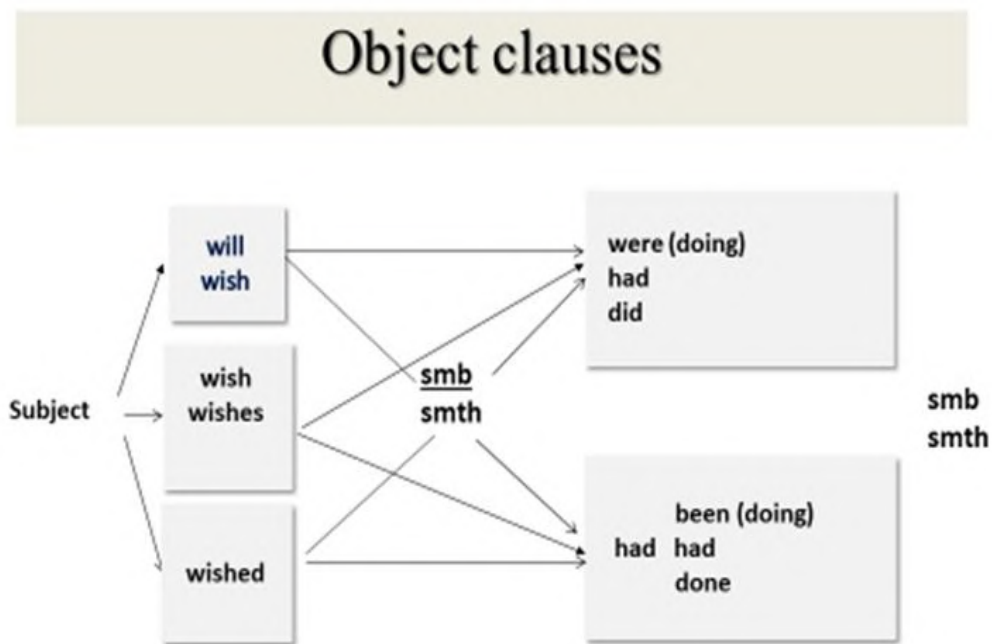 Object clauses
will
wish
were (doing)
had
did
Subject
wish
wishes
smb
smth
smb
smth
wished
been (doing)
had had
done